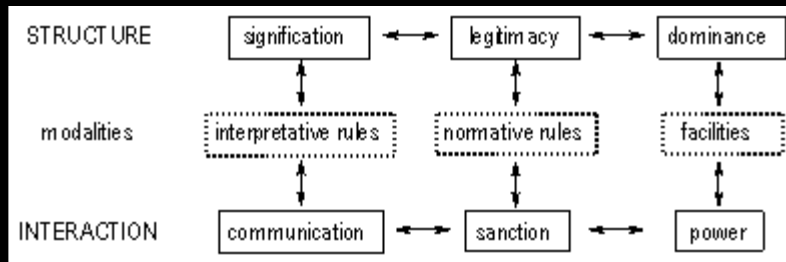 STRUCTURE signification legitimacy dominance
modalities interpretative rules normative rules facilities
INTERACTION communication sanction power